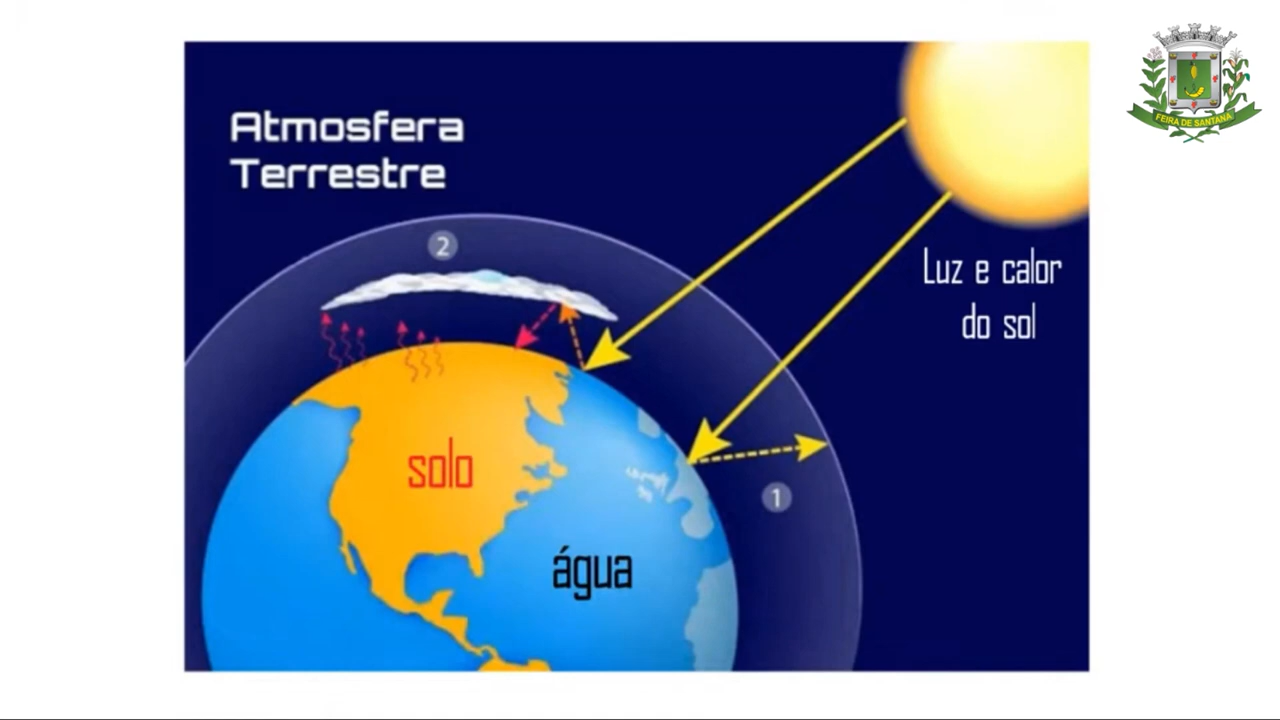 Atmosfera
Terrestre
FEIRA DE SANTANA
2
Luz e calor
do sol
solo
1
água